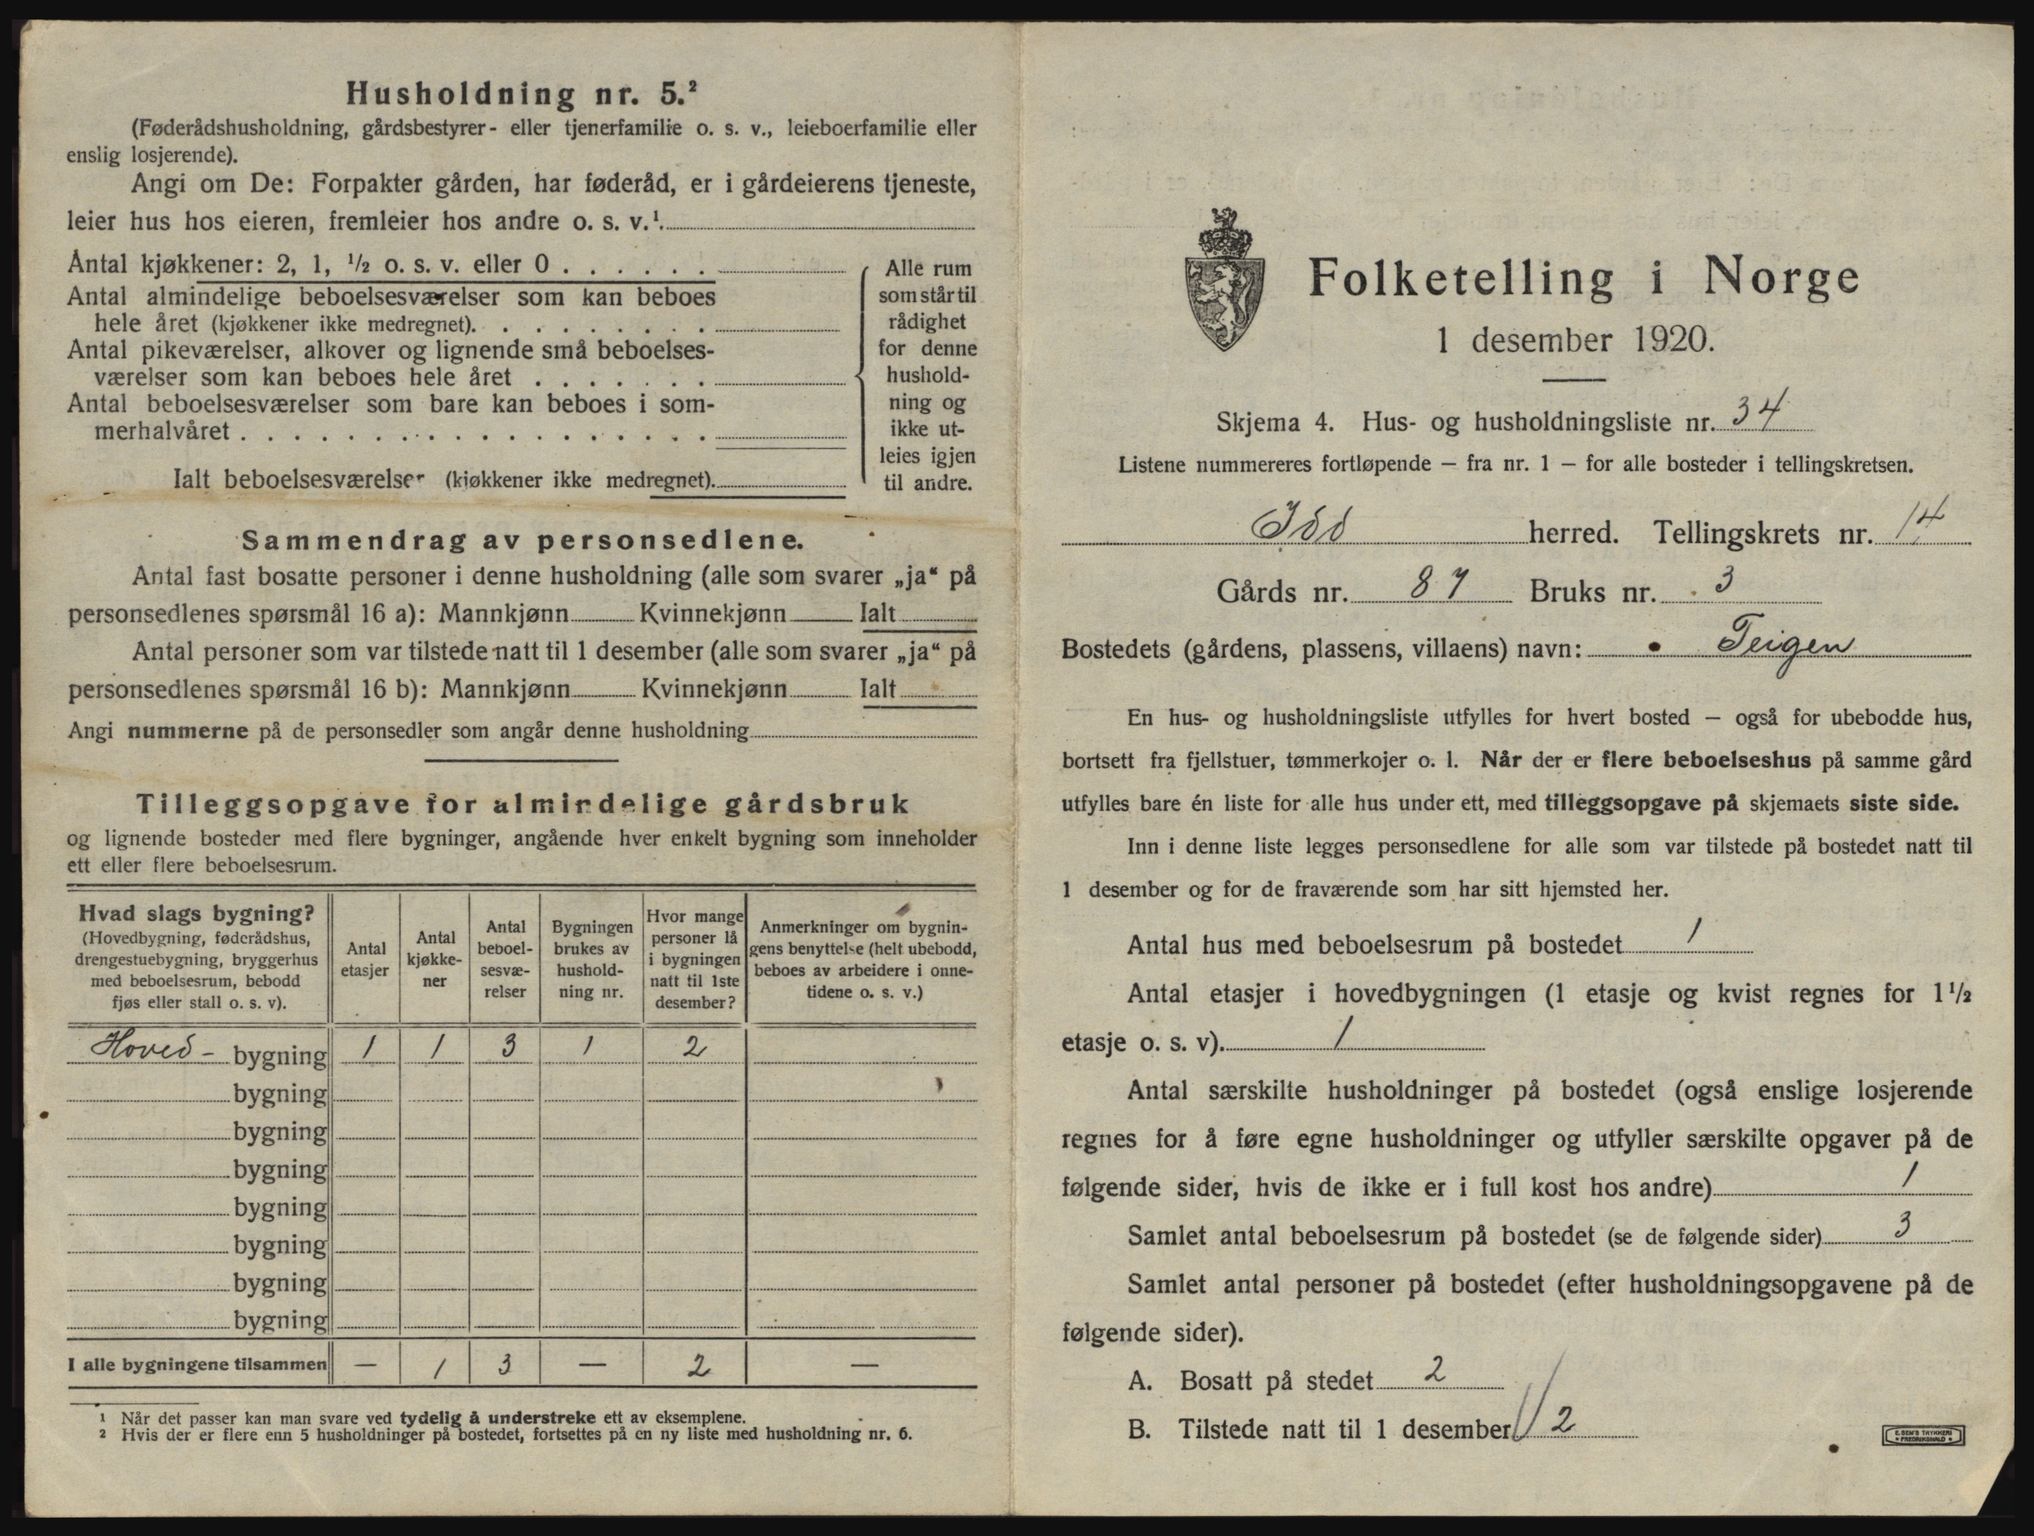 Husholdning nr. 5.²
(Føderådshusholdning, gårdsbestyrer- eller tjenerfamilie o. s. v., leieboerfamilie eller
enslig losjerende).
Angi om De: Forpakter gården, har føderåd, er i gårdeierens tjeneste,
leier hus hos eieren, fremleier hos andre o. s. v.¹.
Antal kjøkkener: 2, 1, ½ o. s. v. eller 0 . . . . . .
Antal almindelige beboelsesværelser som kan beboes
hele året (kjøkkener ikke medregnet). . . . . . . . .
Antal pikeværelser, alkover og lignende små beboelses-
værelser som kan beboes hele året . . . . . . .
Antal beboelsesværelser som bare kan beboes i som-
merhalvåret . . . . . . . . . . . . . . . . . .
Ialt beboelsesværelser (kjøkkener ikke medregnet).
Alle rum
som står til
rådighet
for denne
hushold-
ning og
ikke ut-
leies igjen
til andre.
Sammendrag av personsedlene.
Antal fast bosatte personer i denne husholdning (alle som svarer „ja“ på
personsedlenes spørsmål 16 a): Mannkjønn Kvinnekjønn Ialt
Antal personer som var tilstede natt til 1 desember (alle som svarer „ja“ på
personsedlenes spørsmål 16 b): Mannkjønn Kvinnekjønn Ialt
Angi nummerne på de personsedler som angår denne husholdning
Tilleggsopgave for almindelige gårdsbruk
og lignende bosteder med flere bygninger, angående hver enkelt bygning som inneholder
ett eller flere beboelsesrum.
Hvad slags bygning?
(Hovedbygning, føderådshus,
drengestuebygning, bryggerhus
med beboelsesrum, bebodd
fjøs eller stall o. s. v).
Antal
etasjer
Antal
kjøkke-
ner
Antal
beboel-
sesvæ-
relser
Bygningen
brukes av
hushold-
ning nr.
Hvor mange
personer lå
i bygningen
natt til 1ste
desember?
Anmerkninger om bygnin-
gens benyttelse (helt ubebodd,
beboes av arbeidere i onne-
tidene o. s. v.)
Hoved- bygning 1 1 3 1 2
bygning
bygning
bygning
bygning
bygning
bygning
bygning
I alle bygningene tilsammen — 1 3 — 2 —
¹ Når det passer kan man svare ved tydelig å understreke ett av eksemplene.
² Hvis der er flere enn 5 husholdninger på bostedet, fortsettes på en ny liste med husholdning nr. 6.
Folketelling i Norge
1 desember 1920.
Skjema 4. Hus- og husholdningsliste nr. 34
Listene nummereres fortløpende — fra nr. 1 — for alle bosteder i tellingskretsen.
Idd herred. Tellingskrets nr. 14
Gårds nr. 87 Bruks nr. 3
Bostedets (gårdens, plassens, villaens) navn: Teigen
En hus- og husholdningsliste utfylles for hvert bosted — også for ubebodde hus,
bortsett fra fjellstuer, tømmerkojer o. l. Når der er flere beboelseshus på samme gård
utfylles bare én liste for alle hus under ett, med tilleggsopgave på skjemaets siste side.
Inn i denne liste legges personsedlene for alle som var tilstede på bostedet natt til
1 desember og for de fraværende som har sitt hjemsted her.
Antal hus med beboelsesrum på bostedet 1
Antal etasjer i hovedbygningen (1 etasje og kvist regnes for 1½
etasje o. s. v). 1
Antal særskilte husholdninger på bostedet (også enslige losjerende
regnes for å føre egne husholdninger og utfyller særskilte opgaver på de
følgende sider, hvis de ikke er i full kost hos andre) 1
Samlet antal beboelsesrum på bostedet (se de følgende sider) 3
Samlet antal personer på bostedet (efter husholdningsopgavene på de
følgende sider).
A. Bosatt på stedet 2
B. Tilstede natt til 1 desember 2
E. SEM'S TRYKKERI
FREDRIKSHALD